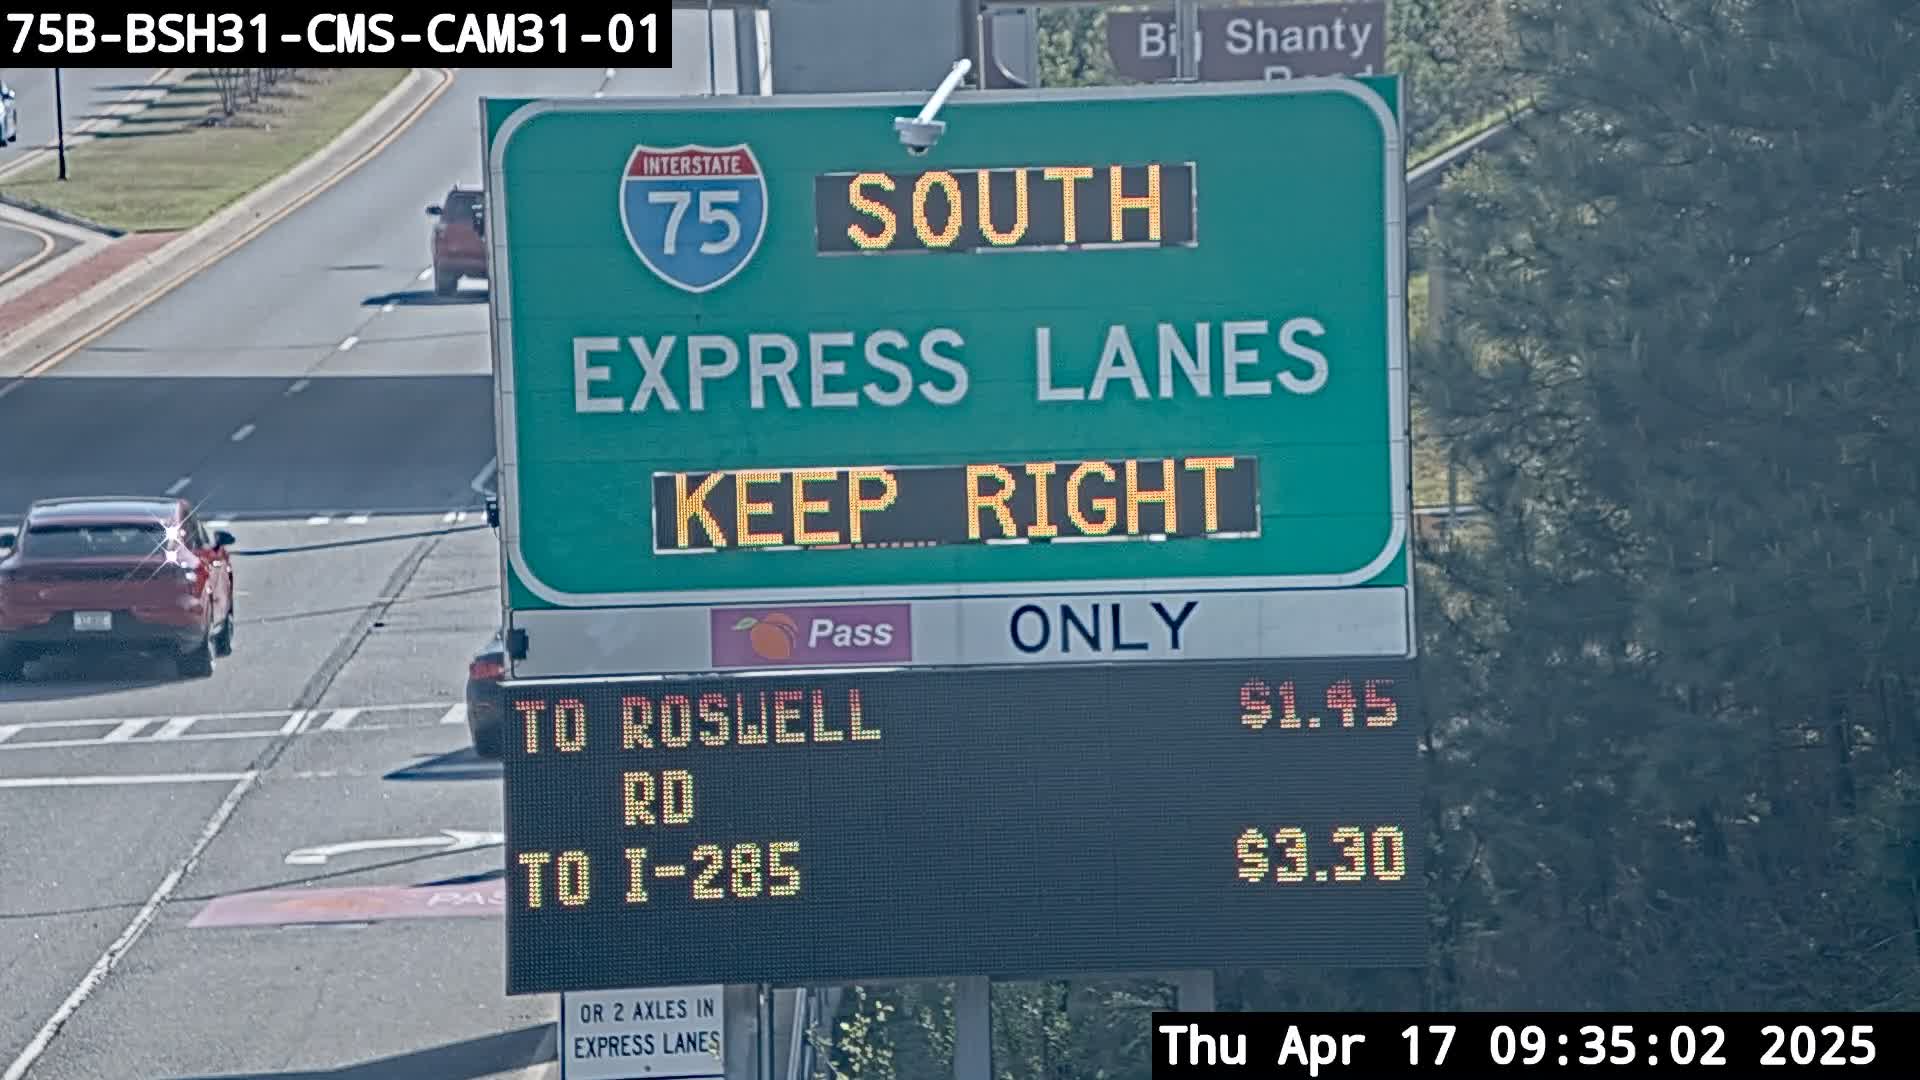 75B-BSH31-CMS-CAM31-01
Big Shanty
Road
INTERSTATE
75
SOUTH
EXPRESS LANES
KEEP RIGHT
Pass
ONLY
TO ROSWELL $1.45
RD
TO I-285 $3.30
PAS
OR 2 AXLES IN
EXPRESS LANES
Thu Apr 17 09:35:02 2025